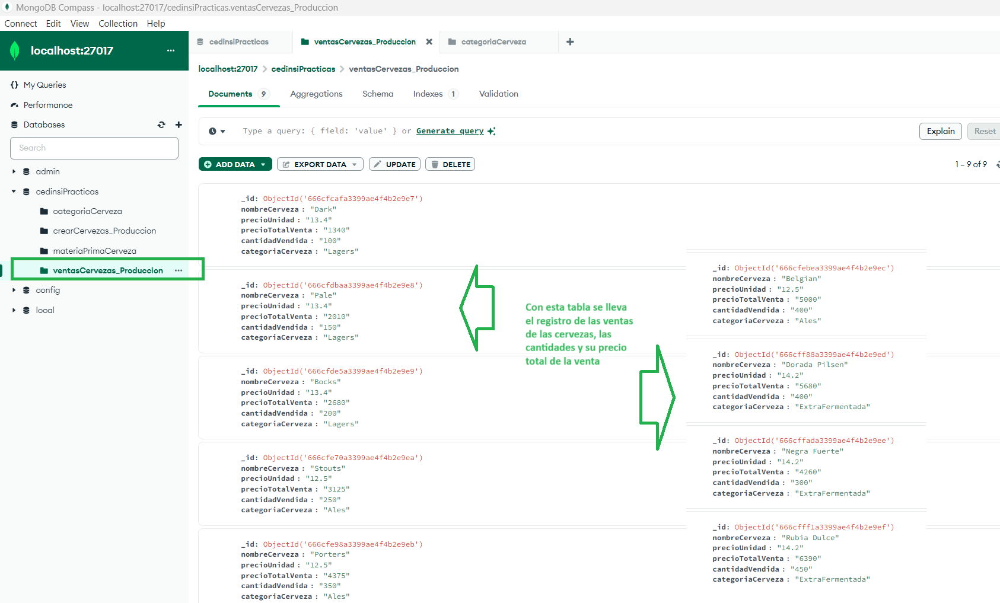 MongoDB Compass - localhost:27017/cedinsiPracticas.ventasCervezas_Produccion
Connect Edit View Collection Help
localhost:27017 ...
{} My Queries
Performance
Databases
Search
admin
cedinsiPracticas
categoriaCerveza
crearCervezas_Produccion
materiaPrimaCerveza
ventasCervezas_Produccion ...
config
local
cedinsiPracticas ventasCervezas_Produccion categoriaCerveza
localhost:27017 > cedinsiPracticas > ventasCervezas_Produccion
Documents 9 Aggregations Schema Indexes 1 Validation
Type a query: { field: 'value' } or Generate query
Explain Reset
ADD DATA EXPORT DATA UPDATE DELETE
1 – 9 of 9
_id: ObjectId('666cfcafa3399ae4f4b2e9e7')
nombreCerveza : "Dark"
precioUnidad : "13.4"
precioTotalVenta : "1340"
cantidadVendida : "100"
categoriaCerveza : "Lagers"
_id: ObjectId('666cfdbaa3399ae4f4b2e9e8')
nombreCerveza : "Pale"
precioUnidad : "13.4"
precioTotalVenta : "2010"
cantidadVendida : "150"
categoriaCerveza : "Lagers"
_id: ObjectId('666cfde5a3399ae4f4b2e9e9')
nombreCerveza : "Bocks"
precioUnidad : "13.4"
precioTotalVenta : "2680"
cantidadVendida : "200"
categoriaCerveza : "Lagers"
_id: ObjectId('666cfe70a3399ae4f4b2e9ea')
nombreCerveza : "Stouts"
precioUnidad : "12.5"
precioTotalVenta : "3125"
cantidadVendida : "250"
categoriaCerveza : "Ales"
_id: ObjectId('666cfe98a3399ae4f4b2e9eb')
nombreCerveza : "Porters"
precioUnidad : "12.5"
precioTotalVenta : "4375"
cantidadVendida : "350"
categoriaCerveza : "Ales"
Con esta tabla se lleva
el registro de las ventas
de las cervezas, las
cantidades y su precio
total de la venta
_id: ObjectId('666cfebea3399ae4f4b2e9ec')
nombreCerveza : "Belgian"
precioUnidad : "12.5"
precioTotalVenta : "5000"
cantidadVendida : "400"
categoriaCerveza : "Ales"
_id: ObjectId('666cff88a3399ae4f4b2e9ed')
nombreCerveza : "Dorada Pilsen"
precioUnidad : "14.2"
precioTotalVenta : "5680"
cantidadVendida : "400"
categoriaCerveza : "ExtraFermentada"
_id: ObjectId('666cffada3399ae4f4b2e9ee')
nombreCerveza : "Negra Fuerte"
precioUnidad : "14.2"
precioTotalVenta : "4260"
cantidadVendida : "300"
categoriaCerveza : "ExtraFermentada"
_id: ObjectId('666cfff1a3399ae4f4b2e9ef')
nombreCerveza : "Rubia Dulce"
precioUnidad : "14.2"
precioTotalVenta : "6390"
cantidadVendida : "450"
categoriaCerveza : "ExtraFermentada"